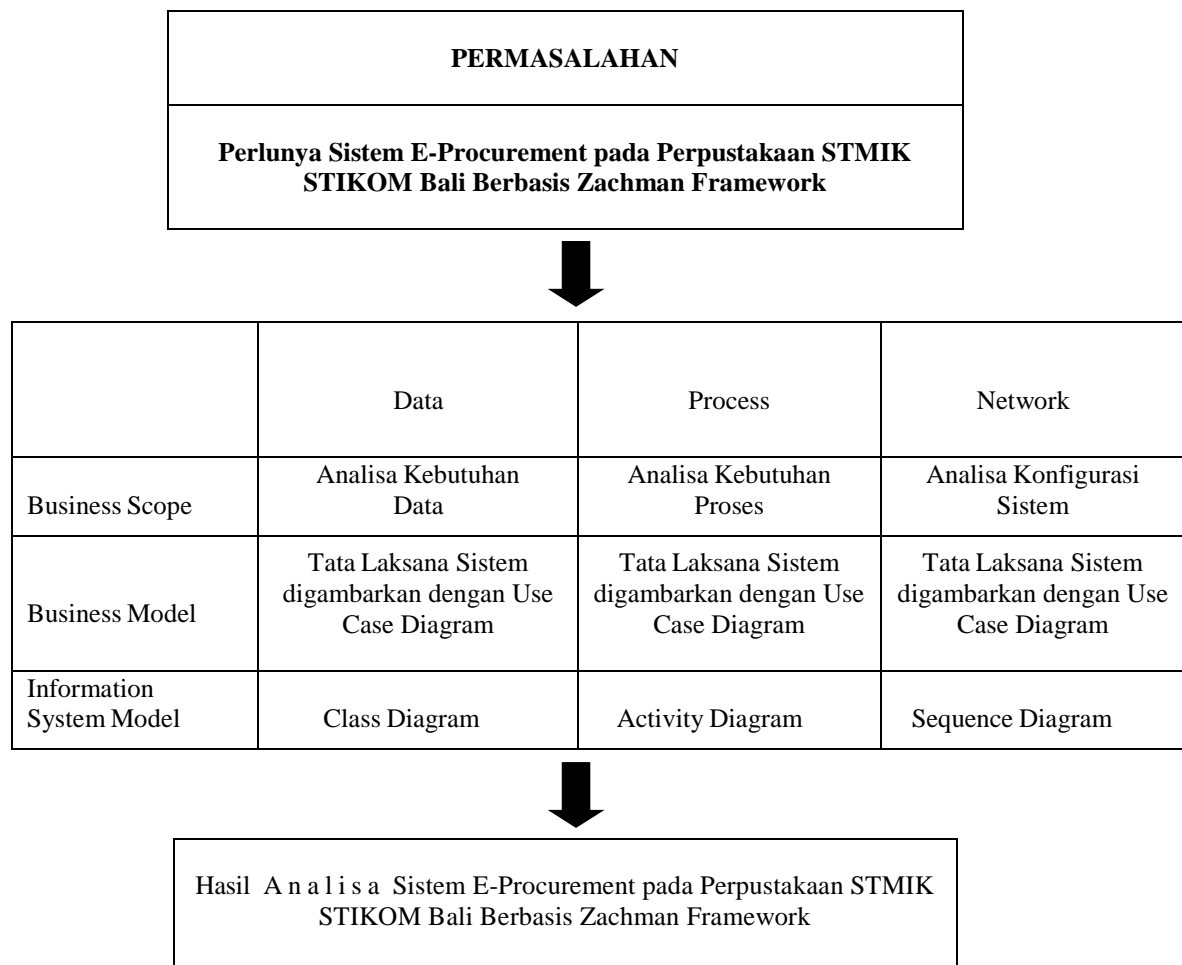 PERMASALAHAN
Perlunya Sistem E-Procurement pada Perpustakaan STMIK
STIKOM Bali Berbasis Zachman Framework
Data
Process
Network
Business Scope
Analisa Kebutuhan
Data
Analisa Kebutuhan
Proses
Analisa Konfigurasi
Sistem
Business Model
Tata Laksana Sistem
digambarkan dengan Use
Case Diagram
Tata Laksana Sistem
digambarkan dengan Use
Case Diagram
Tata Laksana Sistem
digambarkan dengan Use
Case Diagram
Information
System Model
Class Diagram
Activity Diagram
Sequence Diagram
Hasil A n a l i s a Sistem E-Procurement pada Perpustakaan STMIK
STIKOM Bali Berbasis Zachman Framework